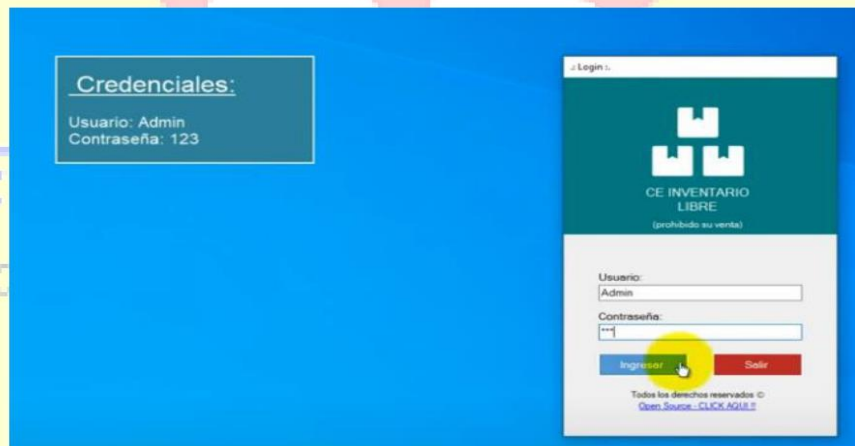 Credenciales:
Usuario: Admin
Contraseña: 123
.: Login :.
CE INVENTARIO
LIBRE
(prohibido su venta)
Usuario:
Admin
Contraseña:
***
Ingresar
Salir
Todos los derechos reservados ©
Open Source - CLICK AQUI !!